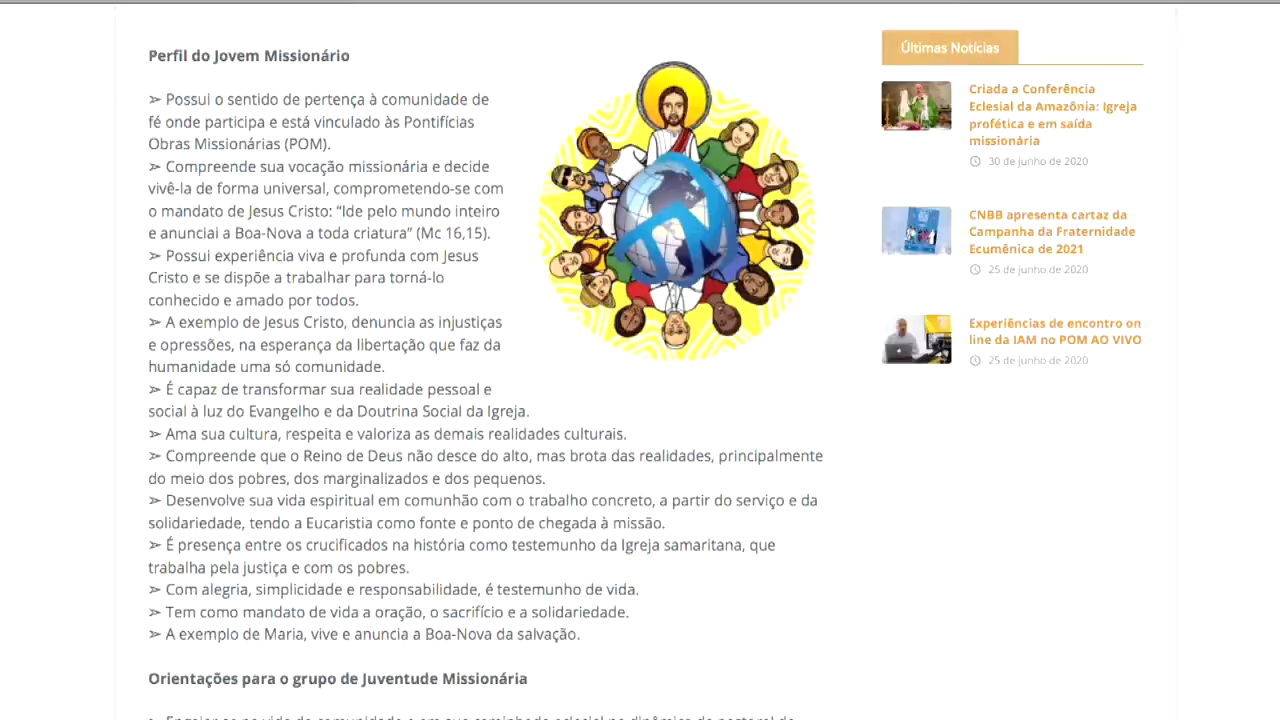 Perfil do Jovem Missionário
➢ Possui o sentido de pertença à comunidade de
fé onde participa e está vinculado às Pontifícias
Obras Missionárias (POM).
➢ Compreende sua vocação missionária e decide
vivê-la de forma universal, comprometendo-se com
o mandato de Jesus Cristo: “Ide pelo mundo inteiro
e anunciai a Boa-Nova a toda criatura” (Mc 16,15).
➢ Possui experiência viva e profunda com Jesus
Cristo e se dispõe a trabalhar para torná-lo
conhecido e amado por todos.
➢ A exemplo de Jesus Cristo, denuncia as injustiças
e opressões, na esperança da libertação que faz da
humanidade uma só comunidade.
➢ É capaz de transformar sua realidade pessoal e
social à luz do Evangelho e da Doutrina Social da Igreja.
➢ Ama sua cultura, respeita e valoriza as demais realidades culturais.
➢ Compreende que o Reino de Deus não desce do alto, mas brota das realidades, principalmente
do meio dos pobres, dos marginalizados e dos pequenos.
➢ Desenvolve sua vida espiritual em comunhão com o trabalho concreto, a partir do serviço e da
solidariedade, tendo a Eucaristia como fonte e ponto de chegada à missão.
➢ É presença entre os crucificados na história como testemunho da Igreja samaritana, que
trabalha pela justiça e com os pobres.
➢ Com alegria, simplicidade e responsabilidade, é testemunho de vida.
➢ Tem como mandato de vida a oração, o sacrifício e a solidariedade.
➢ A exemplo de Maria, vive e anuncia a Boa-Nova da salvação.
Orientações para o grupo de Juventude Missionária
JM
Últimas Notícias
Criada a Conferência
Eclesial da Amazônia: Igreja
profética e em saída
missionária
30 de junho de 2020
CNBB apresenta cartaz da
Campanha da Fraternidade
Ecumênica de 2021
25 de junho de 2020
Experiências de encontro on
line da IAM no POM AO VIVO
25 de junho de 2020